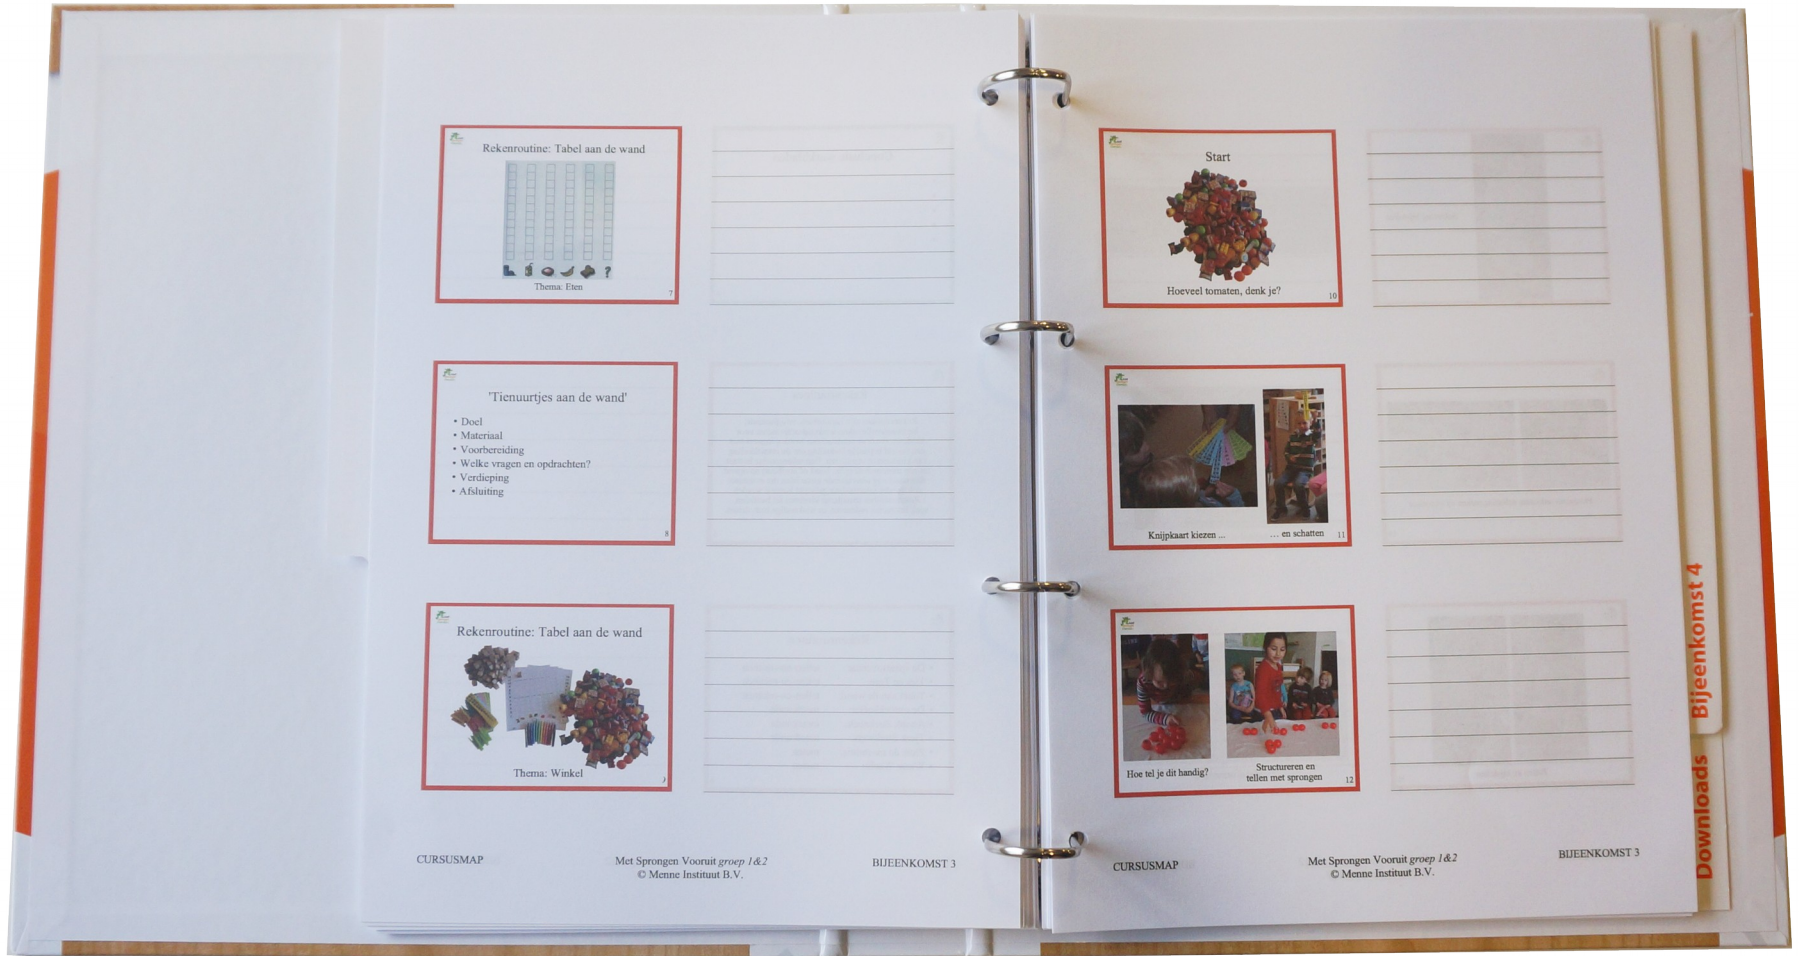 Rekenroutine: Tabel aan de wand
?
Thema: Eten
7
'Tienuurtjes aan de wand'
• Doel
• Materiaal
• Voorbereiding
• Welke vragen en opdrachten?
• Verdieping
• Afsluiting
8
Rekenroutine: Tabel aan de wand
Thema: Winkel
CURSUSMAP
Met Sprongen Vooruit groep 1&2
© Menne Instituut B.V.
BIJEENKOMST 3
Start
Hoeveel tomaten, denk je?
10
Knijpkaart kiezen ...
... en schatten
11
Hoe tel je dit handig?
Structureren en
tellen met sprongen
12
CURSUSMAP
Met Sprongen Vooruit groep 1&2
© Menne Instituut B.V.
BIJEENKOMST 3
Bijeenkomst 4
Downloads